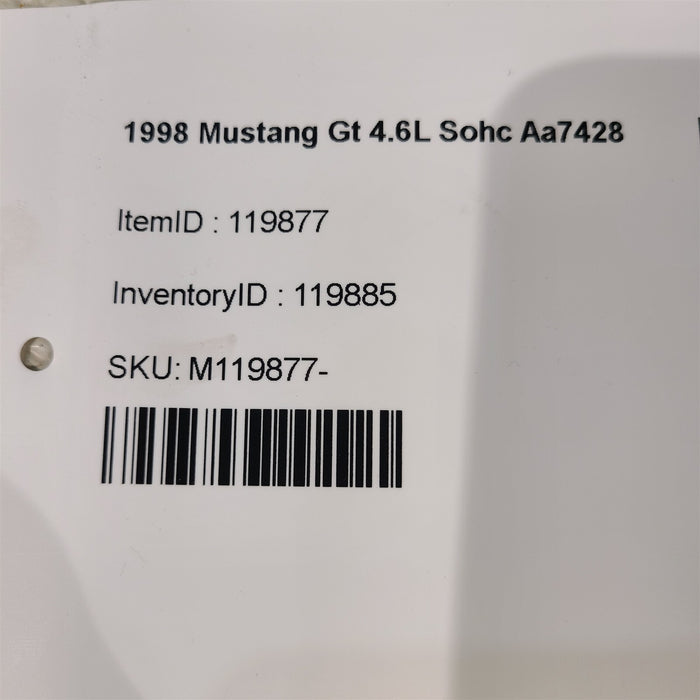 1998 Mustang Gt 4.6L Sohc Aa7428
ItemID : 119877
InventoryID : 119885
SKU: M119877-